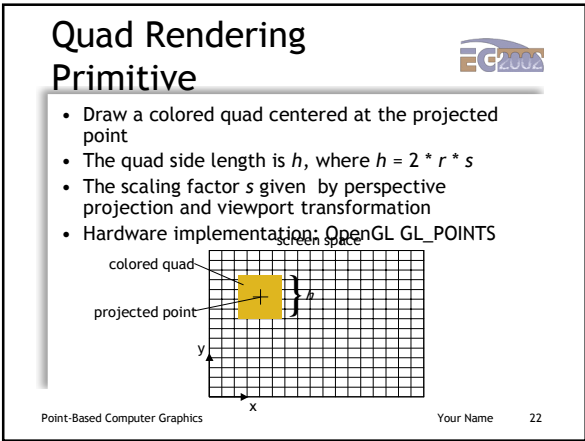 Quad Rendering
Primitive
EG2002
• Draw a colored quad centered at the projected
point
• The quad side length is h, where h = 2 * r * s
• The scaling factor s given by perspective
projection and viewport transformation
• Hardware implementation: OpenGL GL_POINTS
screen space
colored quad
h
projected point
y
x
Point-Based Computer Graphics Your Name 22